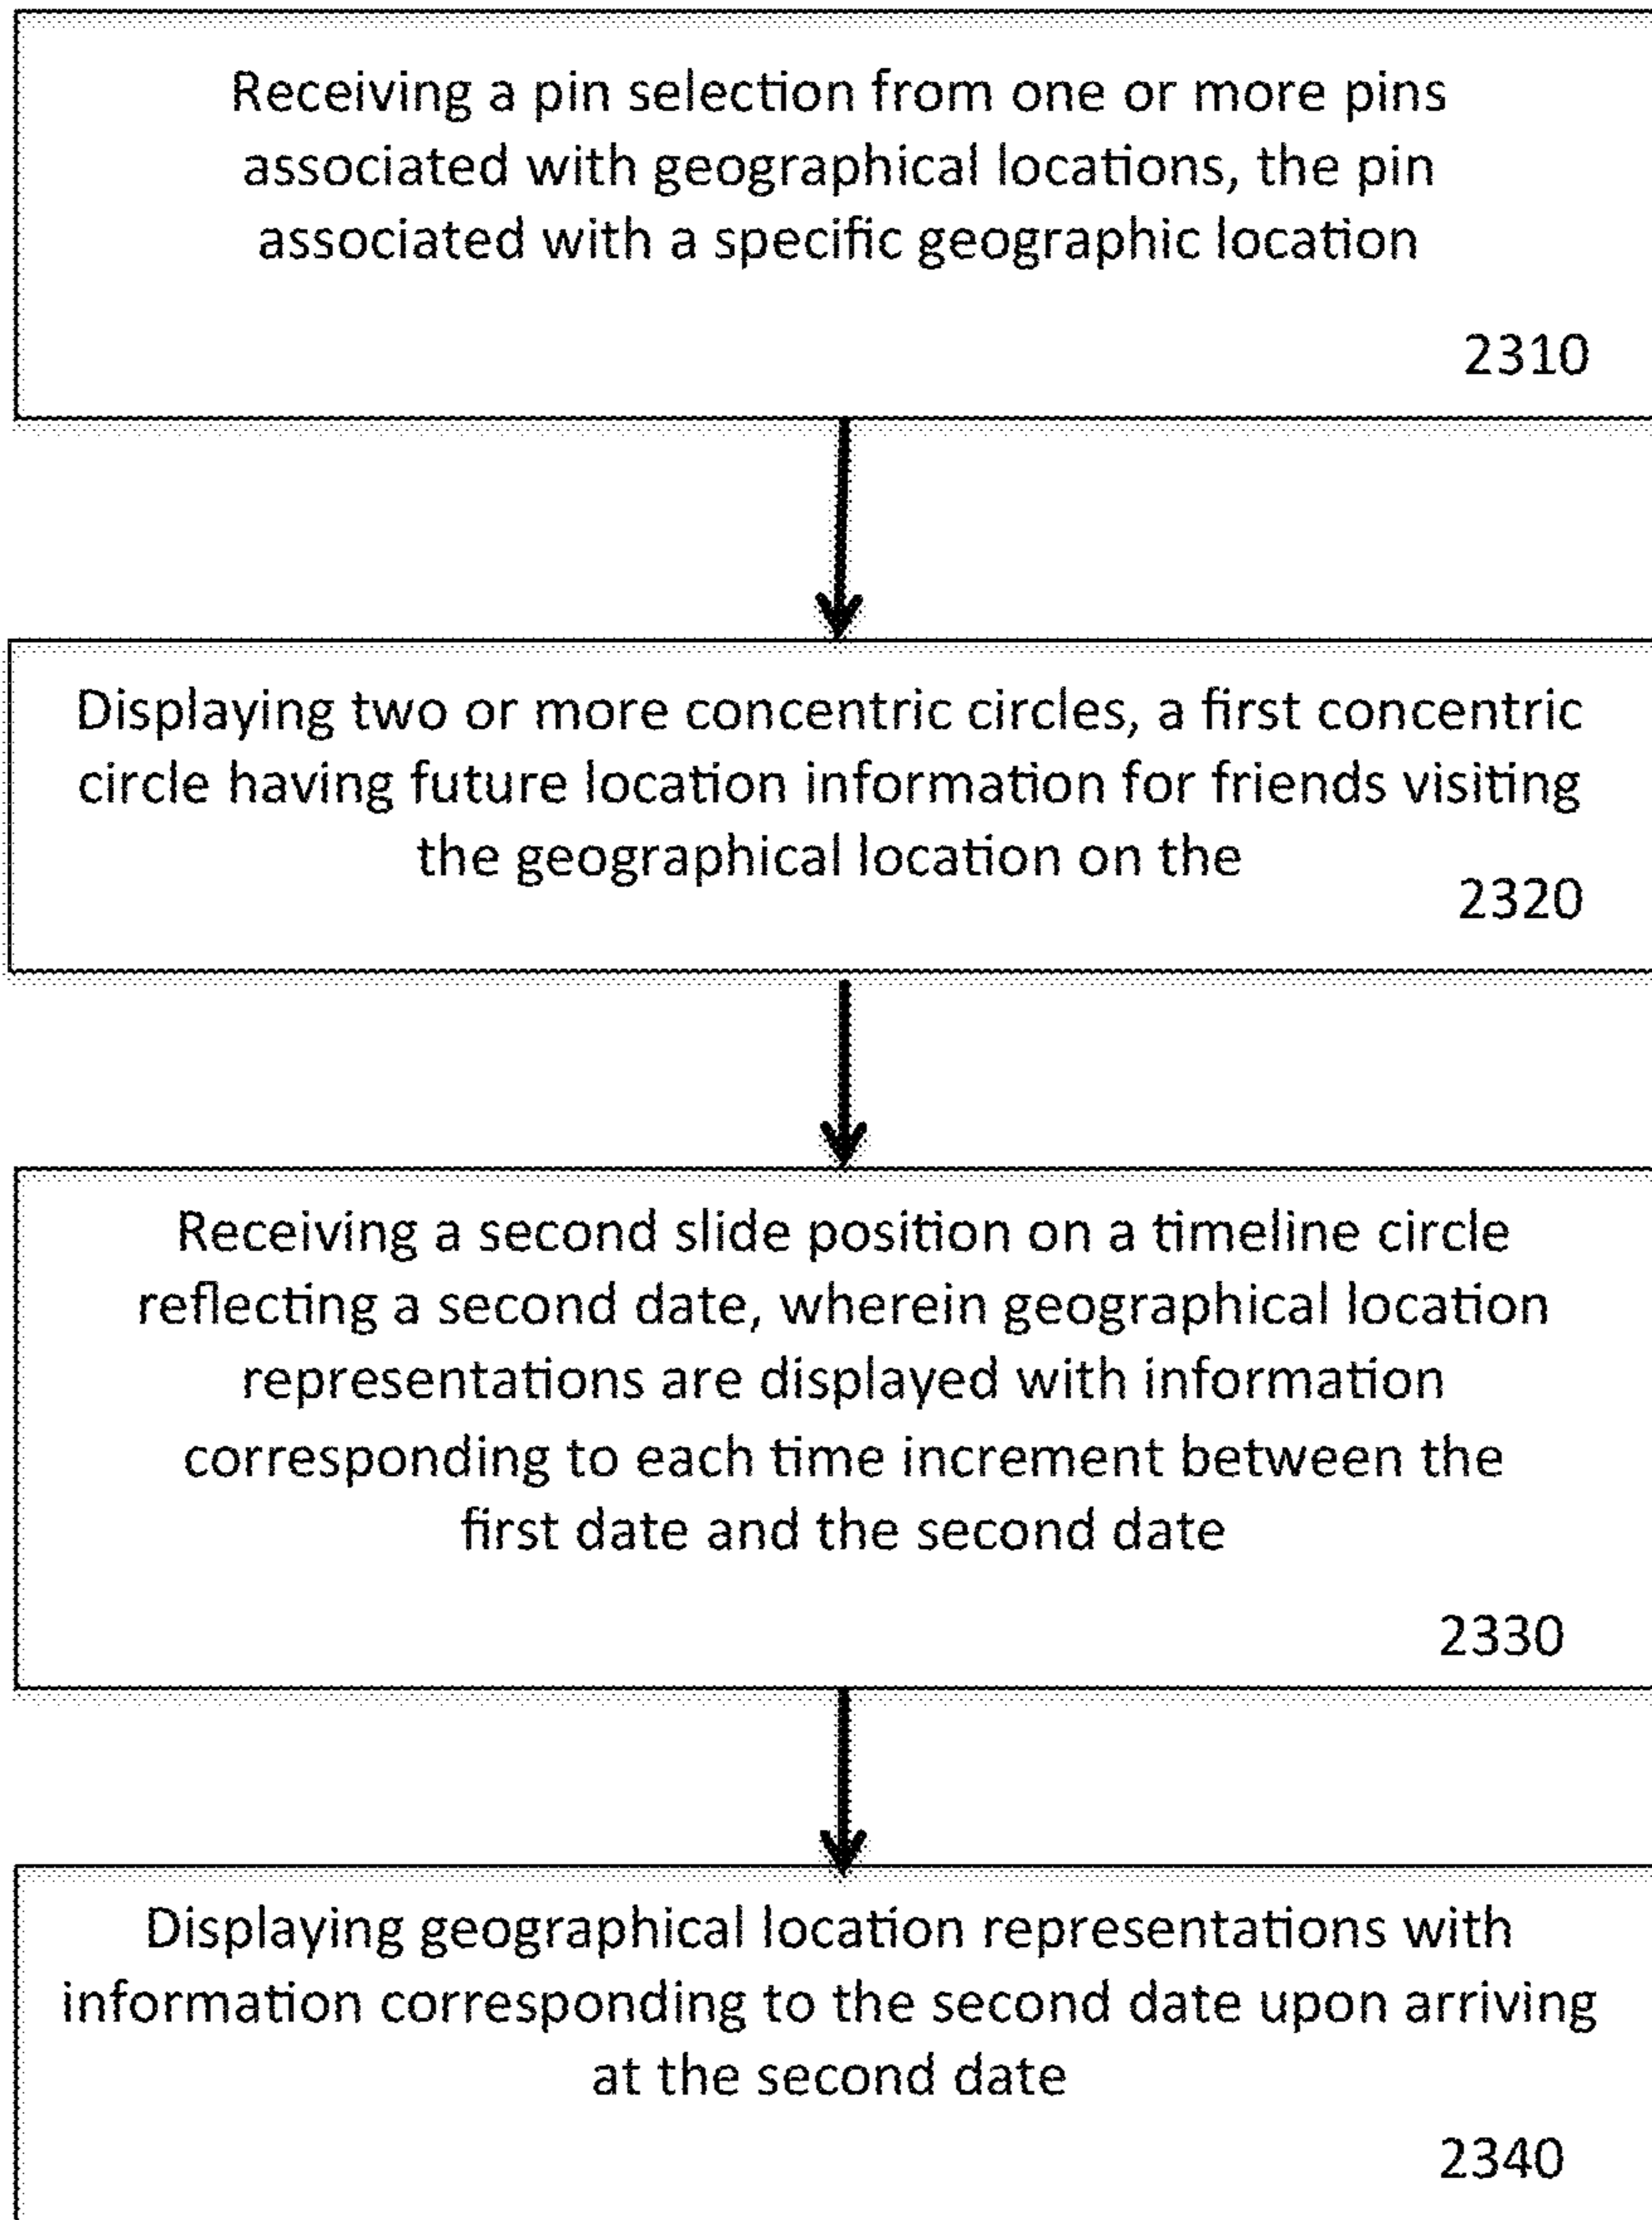 Receiving a pin selection from one or more pins
associated with geographical locations, the pin
associated with a specific geographic location
2310
Displaying two or more concentric circles, a first concentric
circle having future location information for friends visiting
the geographical location on the
2320
Receiving a second slide position on a timeline circle
reflecting a second date, wherein geographical location
representations are displayed with information
corresponding to each time increment between the
first date and the second date
2330
Displaying geographical location representations with
information corresponding to the second date upon arriving
at the second date
2340